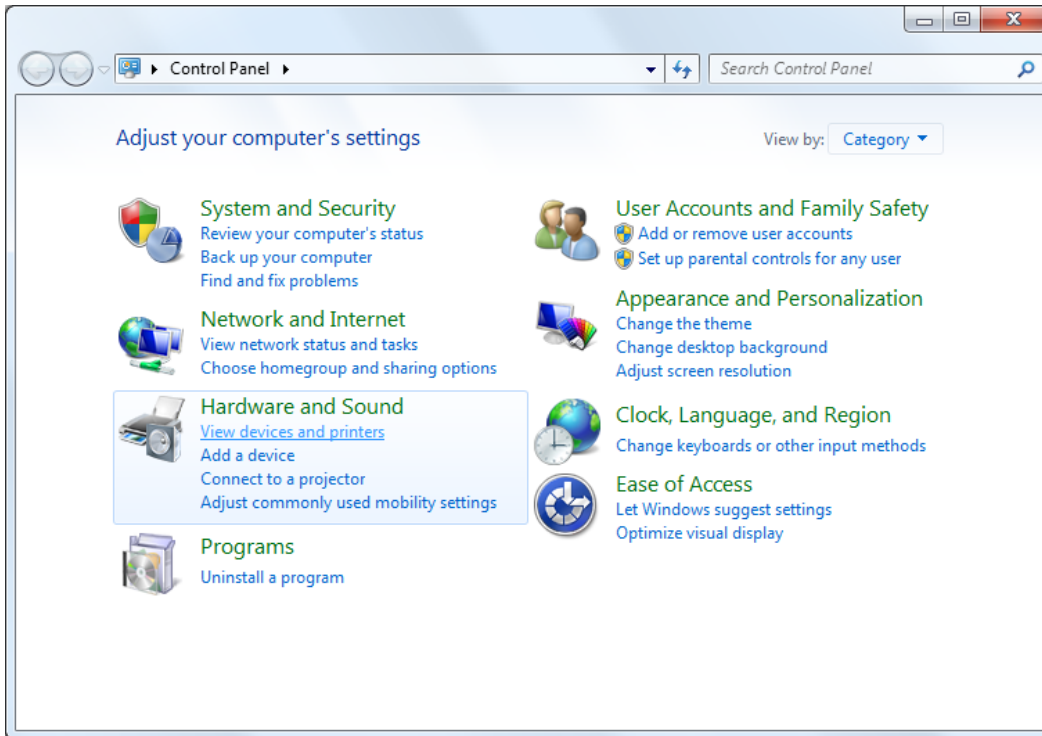 Control Panel
Search Control Panel
Adjust your computer's settings
View by: Category
System and Security
Review your computer's status
Back up your computer
Find and fix problems
Network and Internet
View network status and tasks
Choose homegroup and sharing options
Hardware and Sound
View devices and printers
Add a device
Connect to a projector
Adjust commonly used mobility settings
Programs
Uninstall a program
User Accounts and Family Safety
Add or remove user accounts
Set up parental controls for any user
Appearance and Personalization
Change the theme
Change desktop background
Adjust screen resolution
Clock, Language, and Region
Change keyboards or other input methods
Ease of Access
Let Windows suggest settings
Optimize visual display